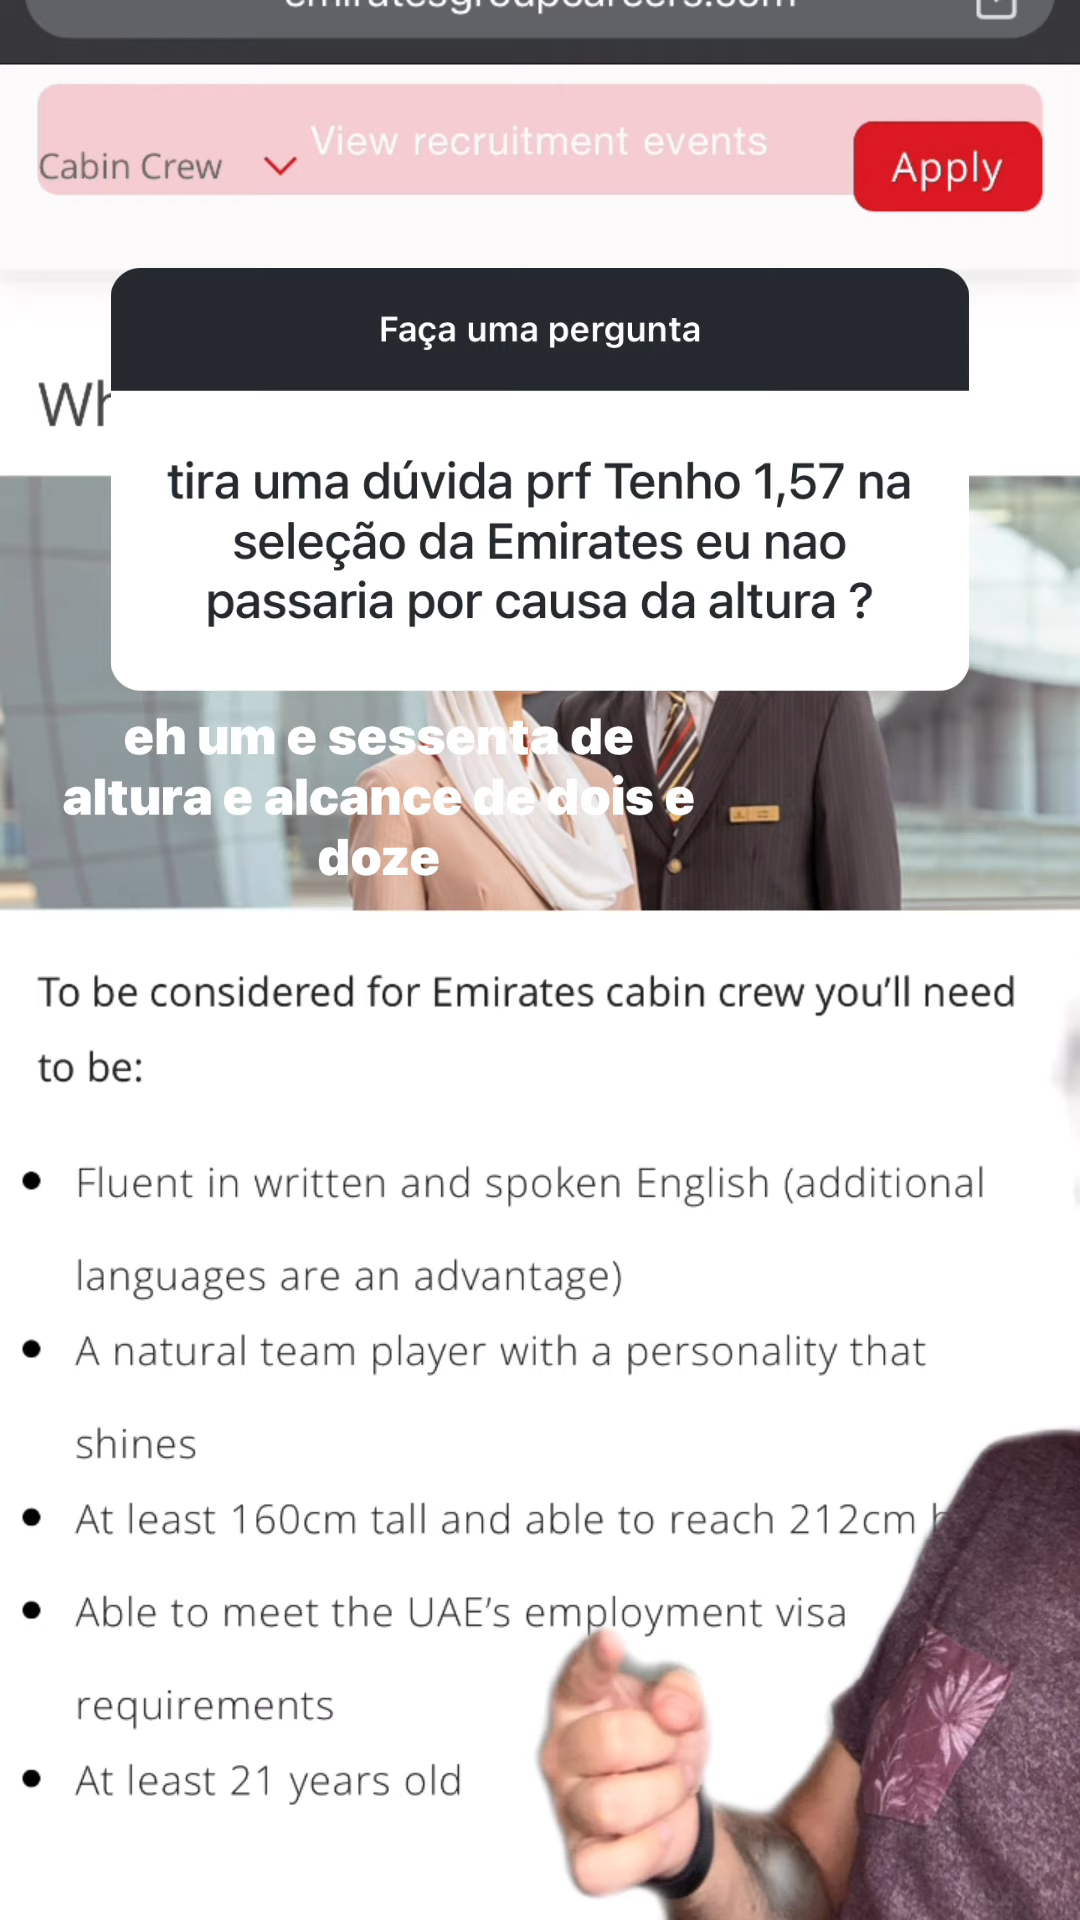 emiratesgroupcareers.com
View recruitment events
Cabin Crew
Apply
Faça uma pergunta
tira uma dúvida prf Tenho 1,57 na
seleção da Emirates eu nao
passaria por causa da altura ?
eh um e sessenta de
altura e alcance de dois e
doze
To be considered for Emirates cabin crew you’ll need
to be:
Fluent in written and spoken English (additional
languages are an advantage)
A natural team player with a personality that
shines
At least 160cm tall and able to reach 212cm
Able to meet the UAE’s employment visa
requirements
At least 21 years old